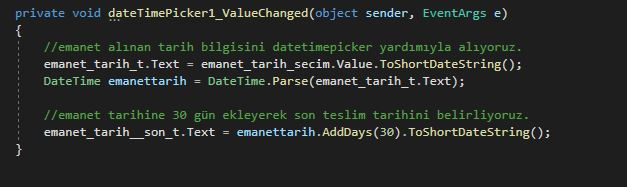 private void dateTimePicker1_ValueChanged(object sender, EventArgs e)
{
//emanet alınan tarih bilgisini datetimepicker yardımıyla alıyoruz.
emanet_tarih_t.Text = emanet_tarih_secim.Value.ToShortDateString();
DateTime emanettarih = DateTime.Parse(emanet_tarih_t.Text);
//emanet tarihine 30 gün ekleyerek son teslim tarihini belirliyoruz.
emanet_tarih__son_t.Text = emanettarih.AddDays(30).ToShortDateString();
}